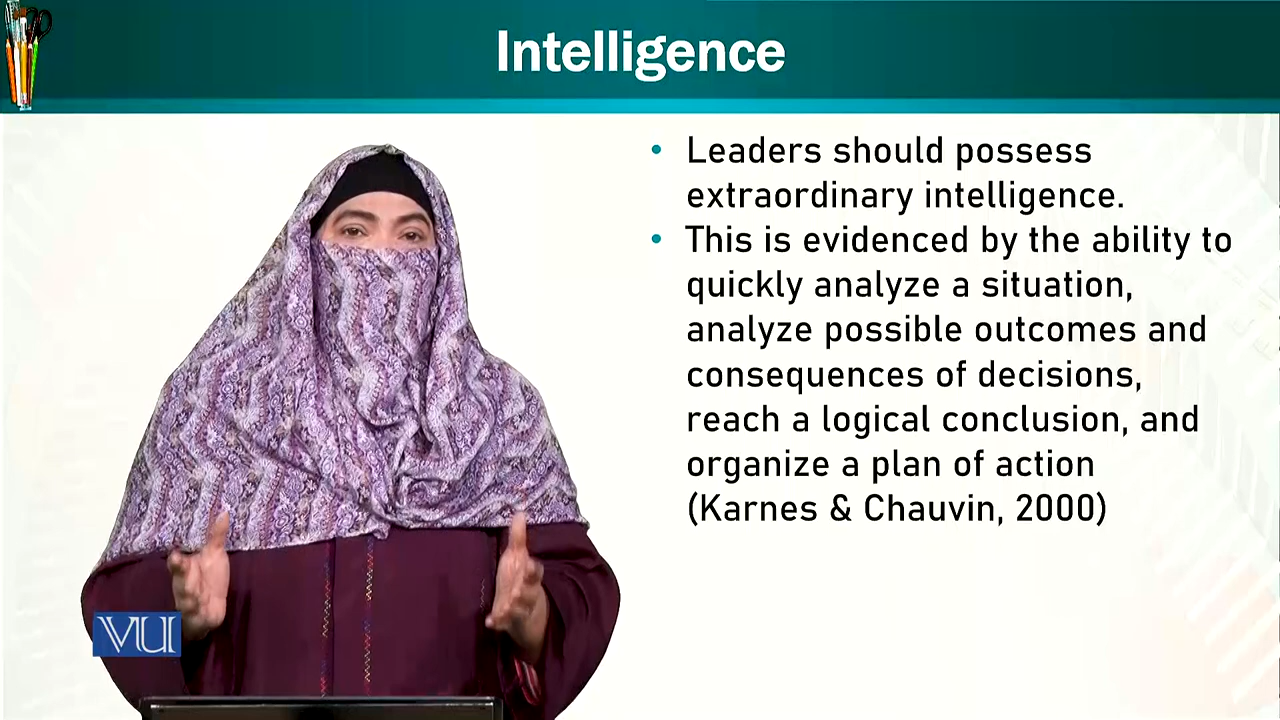 Intelligence
• Leaders should possess
extraordinary intelligence.
• This is evidenced by the ability to
quickly analyze a situation,
analyze possible outcomes and
consequences of decisions,
reach a logical conclusion, and
organize a plan of action
(Karnes & Chauvin, 2000)
VU